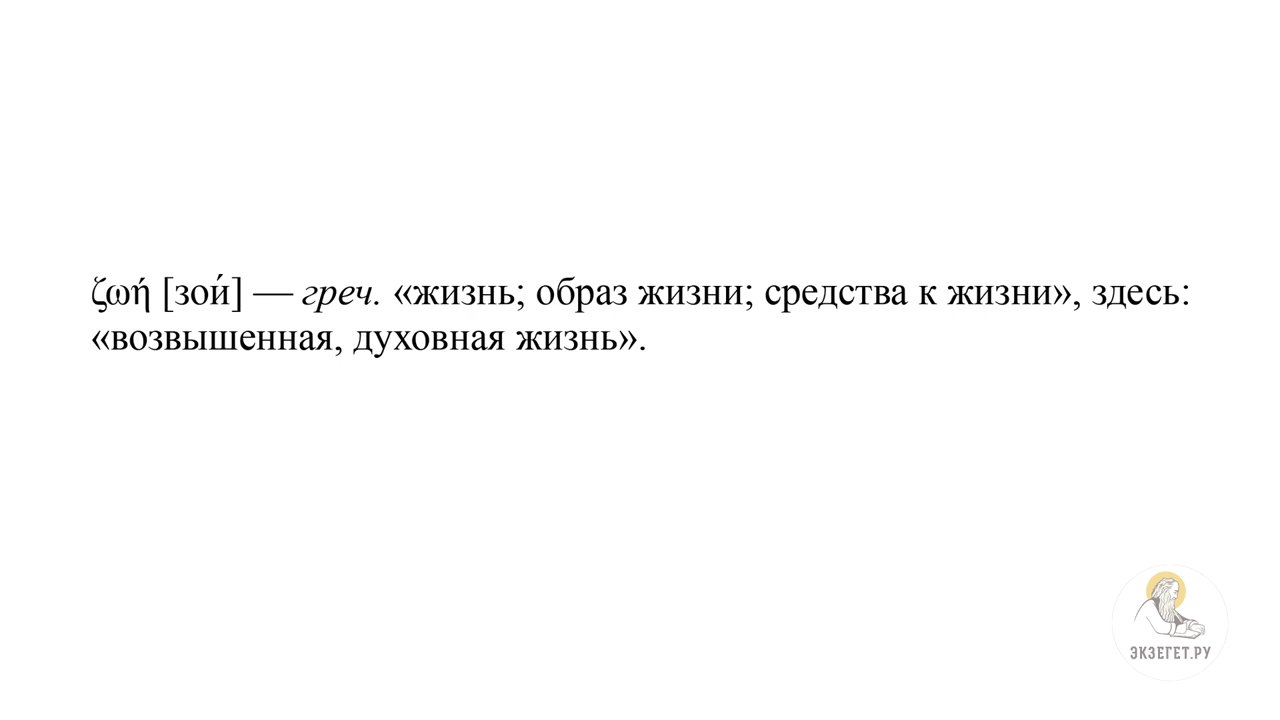 ζωή [зои́] — греч. «жизнь; образ жизни; средства к жизни», здесь:
«возвышенная, духовная жизнь».
ЭКЗЕГЕТ.РУ